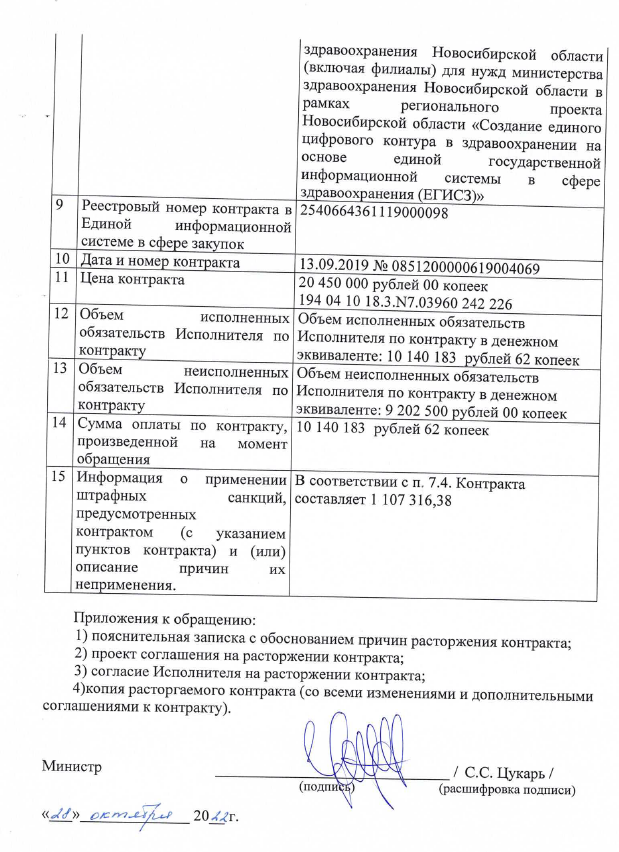 здравоохранения Новосибирской области
(включая филиалы) для нужд министерства
здравоохранения Новосибирской области в
рамках регионального проекта
Новосибирской области «Создание единого
цифрового контура в здравоохранении на
основе единой государственной
информационной системы в сфере
здравоохранения (ЕГИСЗ)»
9 Реестровый номер контракта в
Единой информационной
системе в сфере закупок
2540664361119000098
10 Дата и номер контракта
13.09.2019 № 0851200000619004069
11 Цена контракта
20 450 000 рублей 00 копеек
194 04 10 18.3.N7.03960 242 226
12 Объем исполненных
обязательств Исполнителя по
контракту
Объем исполненных обязательств
Исполнителя по контракту в денежном
эквиваленте: 10 140 183 рублей 62 копеек
13 Объем неисполненных
обязательств Исполнителя по
контракту
Объем неисполненных обязательств
Исполнителя по контракту в денежном
эквиваленте: 9 202 500 рублей 00 копеек
14 Сумма оплаты по контракту,
произведенной на момент
обращения
10 140 183 рублей 62 копеек
15 Информация о применении
штрафных санкций,
предусмотренных
контрактом (с указанием
пунктов контракта) и (или)
описание причин их
неприменения.
В соответствии с п. 7.4. Контракта
составляет 1 107 316,38
Приложения к обращению:
1) пояснительная записка с обоснованием причин расторжения контракта;
2) проект соглашения на расторжении контракта;
3) согласие Исполнителя на расторжении контракта;
4)копия расторгаемого контракта (со всеми изменениями и дополнительными
соглашениями к контракту).
Министр / С.С. Цукарь /
(подпись) (расшифровка подписи)
«28» октября 2022г.